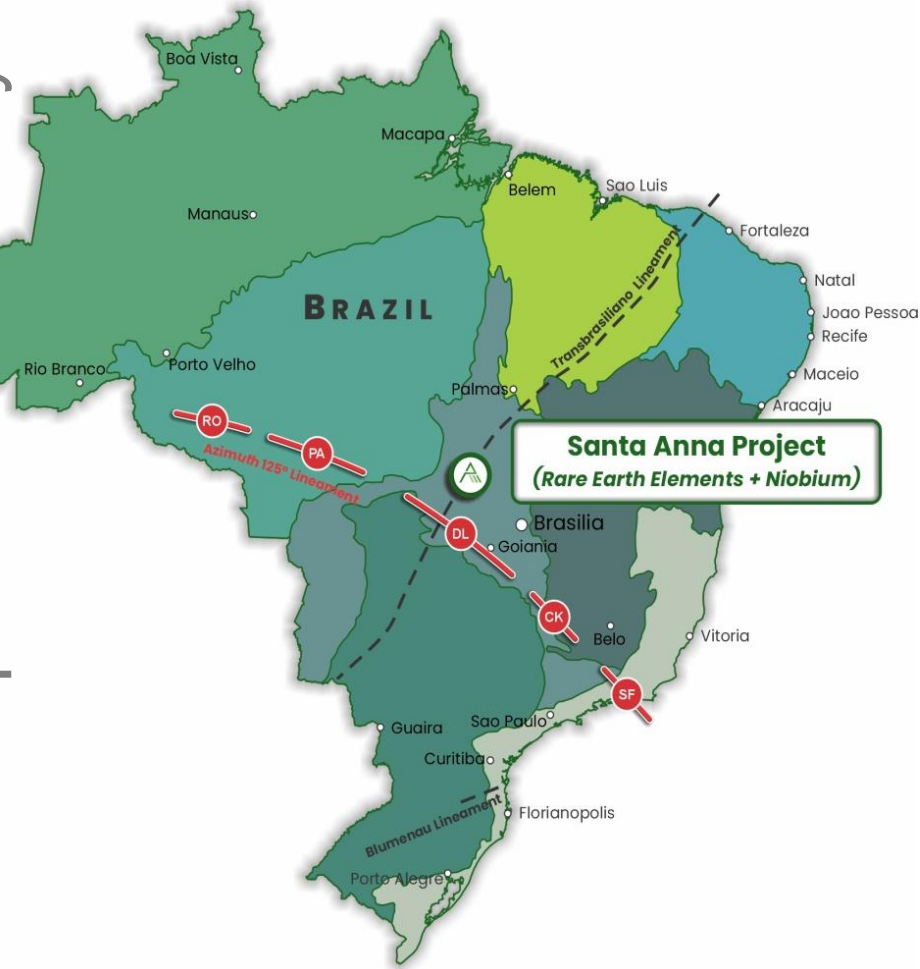 Boa Vista
Macapa
Belem
Sao Luis
Manaus
Fortaleza
Transbrasiliano Lineament
BRAZIL
Natal
Joao Pessoa
Recife
Porto Velho
Rio Branco
Maceio
Palmas
Aracaju
RO
PA
Azimuth 125º Lineament
Santa Anna Project
(Rare Earth Elements + Niobium)
Brasilia
DL
Goiania
CK
Belo
Vitoria
SF
Sao Paulo
Guaira
Curitiba
Blumenau Lineament
Florianopolis
Porto Alegre